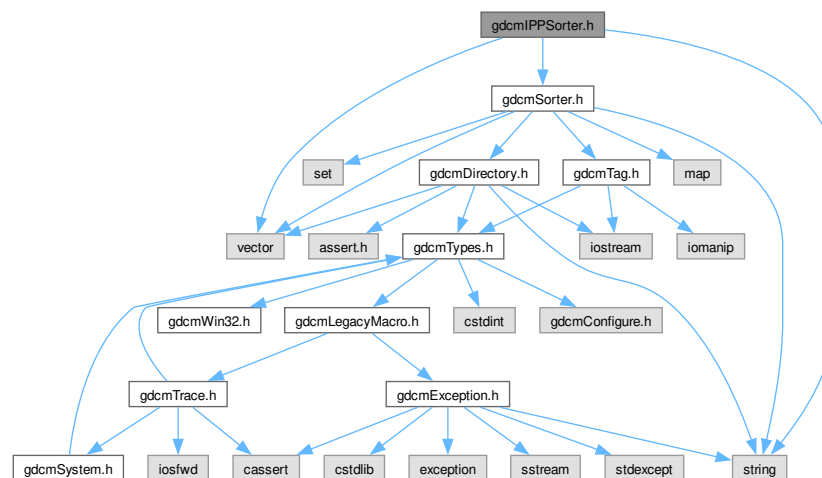 gdcmIPPSorter.h
gdcmSorter.h
set
gdcmDirectory.h
gdcmTag.h
map
vector
assert.h
gdcmTypes.h
iostream
iomanip
gdcmWin32.h
gdcmLegacyMacro.h
cstdint
gdcmConfigure.h
gdcmTrace.h
gdcmException.h
gdcmSystem.h
iosfwd
cassert
cstdlib
exception
sstream
stdexcept
string